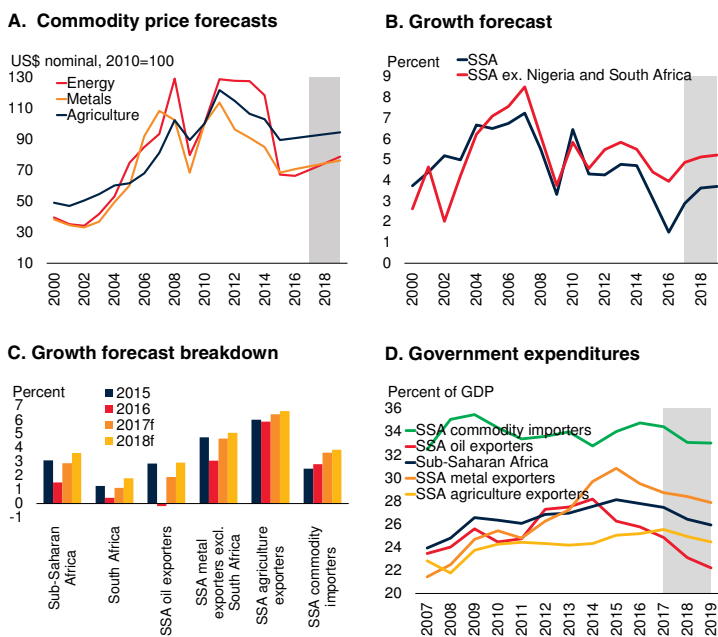 A. Commodity price forecasts
US$ nominal, 2010=100
130
110
90
70
50
30
10
Energy
Metals
Agriculture
2000
2002
2004
2006
2008
2010
2012
2014
2016
2018
B. Growth forecast
Percent
9
8
7
6
5
4
3
2
1
0
SSA
SSA ex. Nigeria and South Africa
2000
2002
2004
2006
2008
2010
2012
2014
2016
2018
C. Growth forecast breakdown
Percent
7
6
5
4
3
2
1
0
-1
2015
2016
2017f
2018f
Sub-Saharan
Africa
South Africa
SSA oil exporters
SSA metal
exporters excl.
South Africa
SSA agriculture
exporters
SSA commodity
importers
D. Government expenditures
Percent of GDP
36
34
32
30
28
26
24
22
20
SSA commodity importers
SSA oil exporters
Sub-Saharan Africa
SSA metal exporters
SSA agriculture exporters
2007
2008
2009
2010
2011
2012
2013
2014
2015
2016
2017
2018
2019